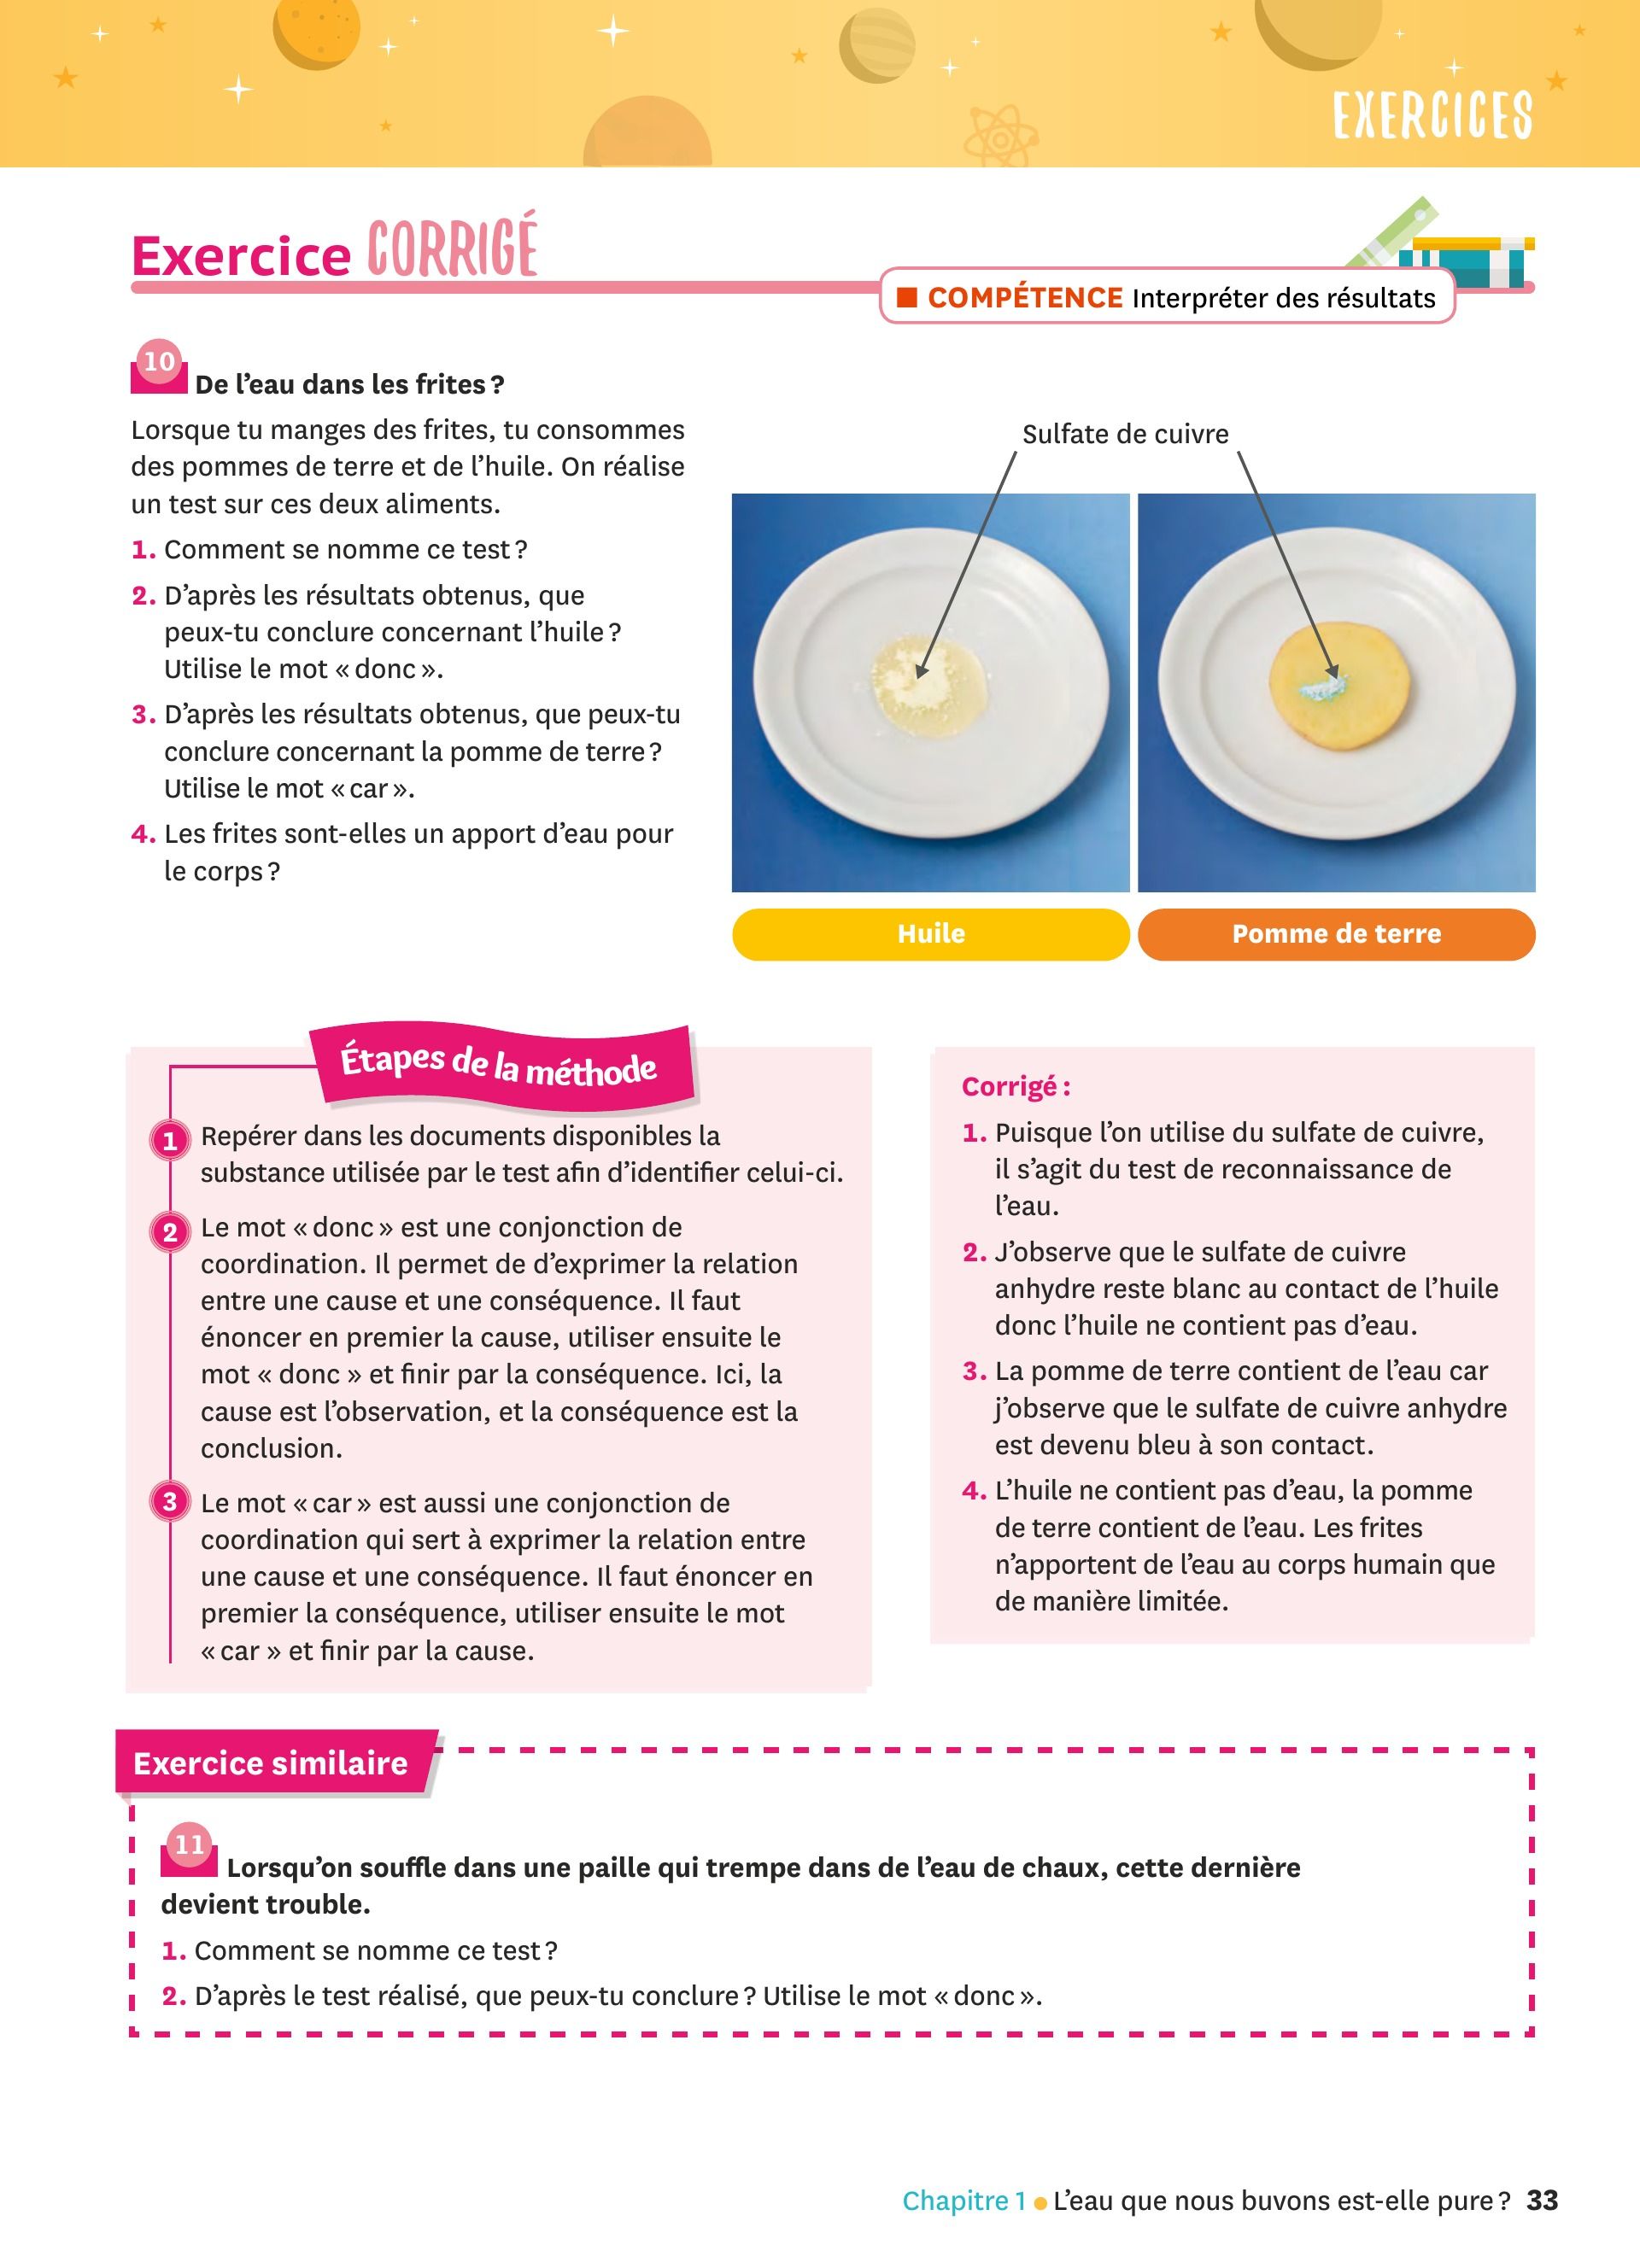 EXERCICES
Exercice CORRIGÉ
■ COMPÉTENCE Interpréter des résultats
10 De l'eau dans les frites ?
Lorsque tu manges des frites, tu consommes
des pommes de terre et de l'huile. On réalise
un test sur ces deux aliments.
1. Comment se nomme ce test ?
2. D'après les résultats obtenus, que
peux-tu conclure concernant l'huile ?
Utilise le mot « donc ».
3. D'après les résultats obtenus, que peux-tu
conclure concernant la pomme de terre ?
Utilise le mot « car ».
4. Les frites sont-elles un apport d'eau pour
le corps ?
Sulfate de cuivre
Huile
Pomme de terre
Étapes de la méthode
1 Repérer dans les documents disponibles la
substance utilisée par le test afin d'identifier celui-ci.
2 Le mot « donc » est une conjonction de
coordination. Il permet de d'exprimer la relation
entre une cause et une conséquence. Il faut
énoncer en premier la cause, utiliser ensuite le
mot « donc » et finir par la conséquence. Ici, la
cause est l'observation, et la conséquence est la
conclusion.
3 Le mot « car » est aussi une conjonction de
coordination qui sert à exprimer la relation entre
une cause et une conséquence. Il faut énoncer en
premier la conséquence, utiliser ensuite le mot
« car » et finir par la cause.
Corrigé :
1. Puisque l'on utilise du sulfate de cuivre,
il s'agit du test de reconnaissance de
l'eau.
2. J'observe que le sulfate de cuivre
anhydre reste blanc au contact de l'huile
donc l'huile ne contient pas d'eau.
3. La pomme de terre contient de l'eau car
j'observe que le sulfate de cuivre anhydre
est devenu bleu à son contact.
4. L'huile ne contient pas d'eau, la pomme
de terre contient de l'eau. Les frites
n'apportent de l'eau au corps humain que
de manière limitée.
Exercice similaire
11 Lorsqu'on souffle dans une paille qui trempe dans de l'eau de chaux, cette dernière
devient trouble.
1. Comment se nomme ce test ?
2. D'après le test réalisé, que peux-tu conclure ? Utilise le mot « donc ».
Chapitre 1 ● L'eau que nous buvons est-elle pure ? 33